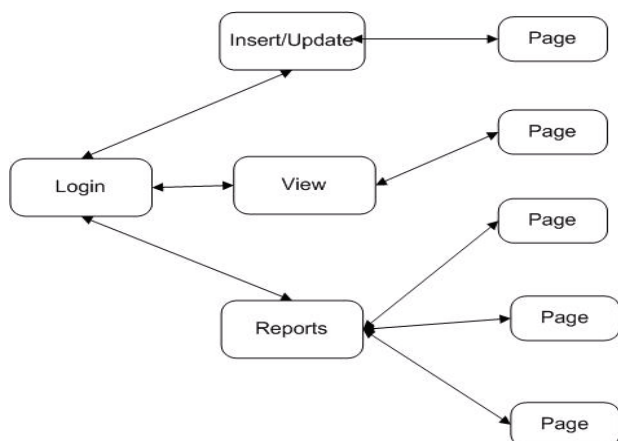 Insert/Update
Page
Page
Login
View
Page
Reports
Page
Page